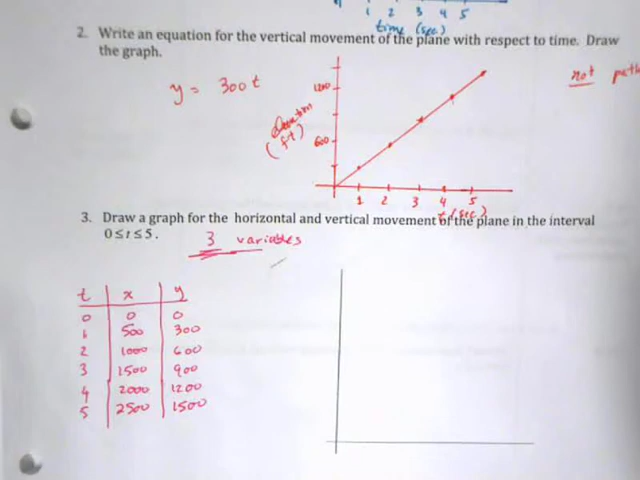 1 2 3 4 5
time (sec)
2. Write an equation for the vertical movement of the plane with respect to time. Draw
the graph.
y = 300 t
1200
600
(ft)
1 2 3 4 5
t (sec)
not path
3. Draw a graph for the horizontal and vertical movement of the plane in the interval
0 ≤ t ≤ 5.
3 variables
t x y
0 0 0
1 500 300
2 1000 600
3 1500 900
4 2000 1200
5 2500 1500